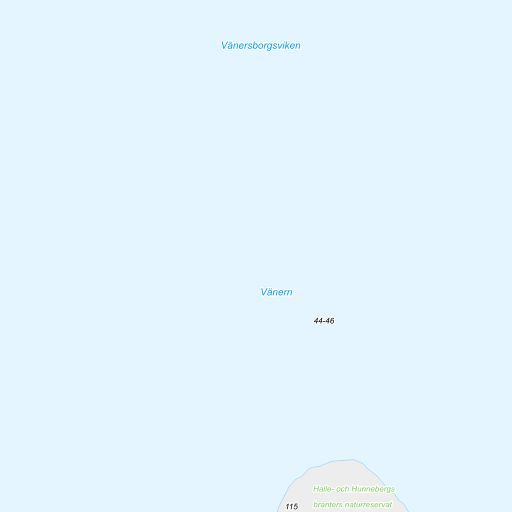 Vänersborgsviken
Vänern
44-46
Halle- och Hunnebergs
branters naturreservat
115